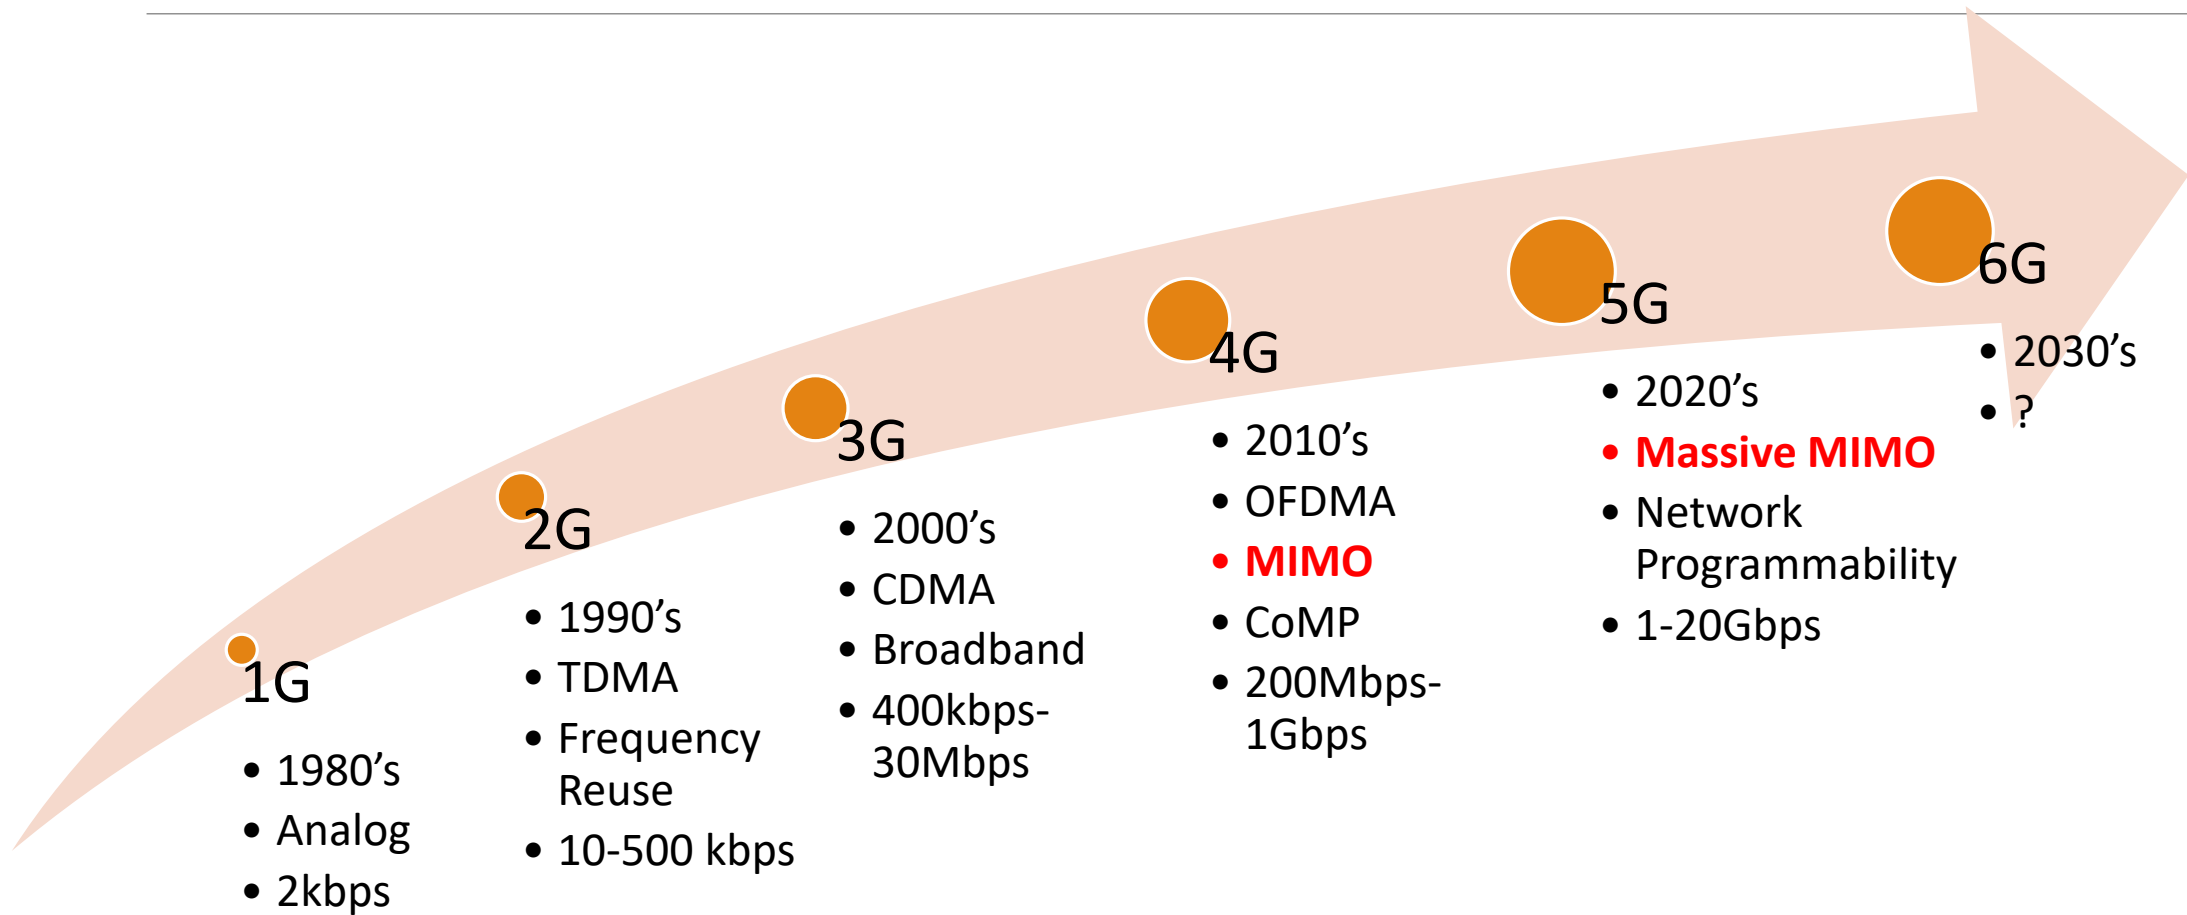 1G
• 1980’s
• Analog
• 2kbps
2G
• 1990’s
• TDMA
• Frequency
Reuse
• 10-500 kbps
3G
• 2000’s
• CDMA
• Broadband
• 400kbps-
30Mbps
4G
• 2010’s
• OFDMA
• MIMO
• CoMP
• 200Mbps-
1Gbps
5G
• 2020’s
• Massive MIMO
• Network
Programmability
• 1-20Gbps
6G
• 2030’s
• ?